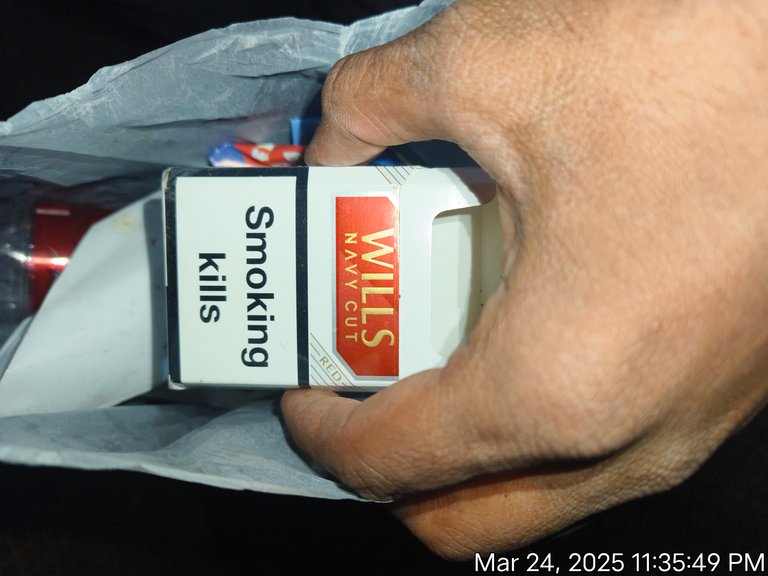 Smoking
kills
WILLS
NAVY CUT
RED
Mar 24, 2025 11:35:49 PM